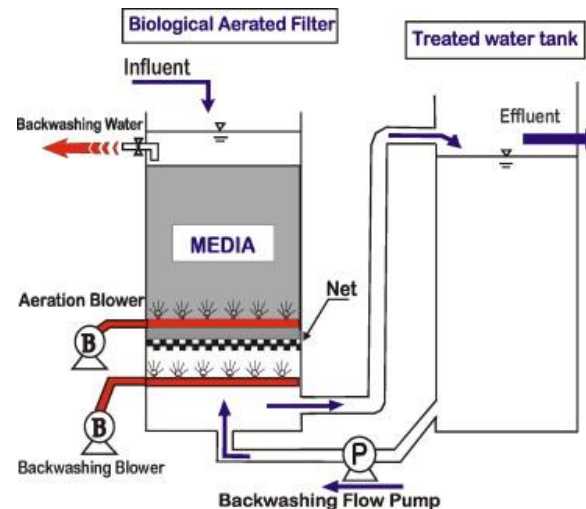 Biological Aerated Filter
Treated water tank
Influent
Backwashing Water
Effluent
MEDIA
Aeration Blower
Net
B
B
Backwashing Blower
P
Backwashing Flow Pump